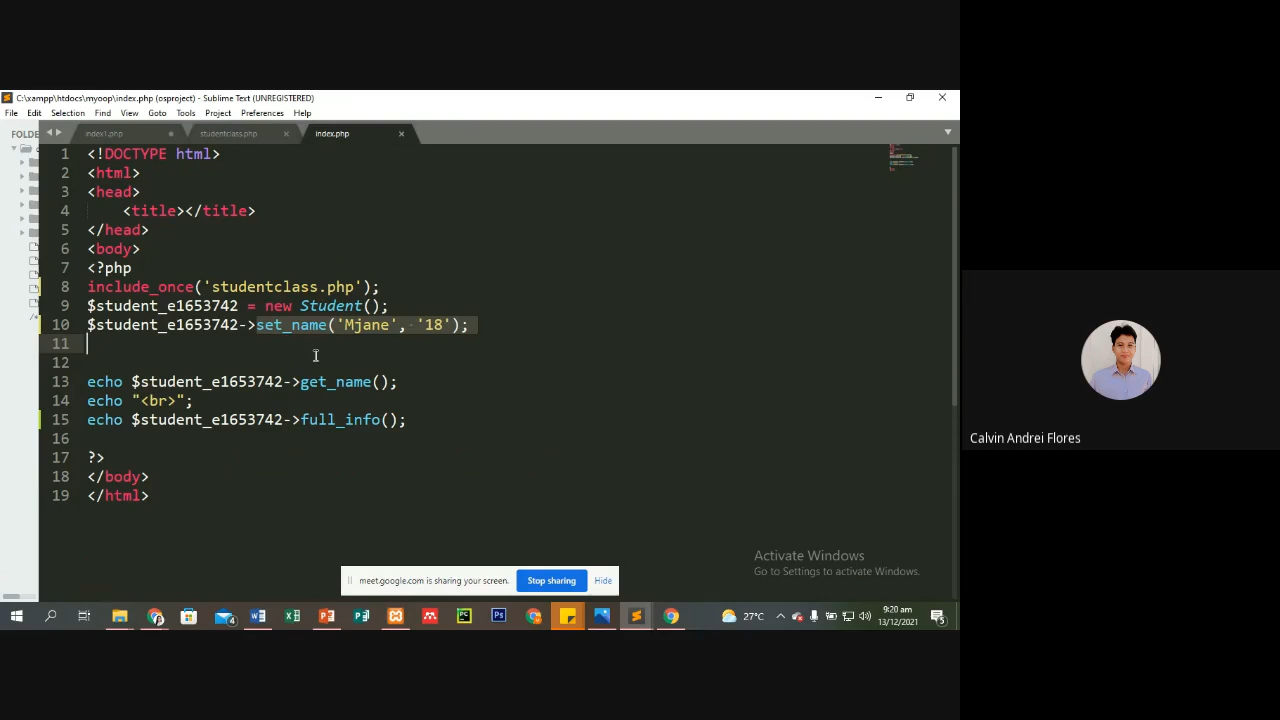 C:\xampp\htdocs\myoop\index.php (osproject) - Sublime Text (UNREGISTERED)
File Edit Selection Find View Goto Tools Project Preferences Help
FOLDE
index1.php
studentclass.php
index.php
1 <!DOCTYPE html>
2 <html>
3 <head>
4 <title></title>
5 </head>
6 <body>
7 <?php
8 include_once('studentclass.php');
9 $student_e1653742 = new Student();
10 $student_e1653742->set_name('Mjane', '18');
11
12
13 echo $student_e1653742->get_name();
14 echo "<br>";
15 echo $student_e1653742->full_info();
16
17 ?>
18 </body>
19 </html>
Calvin Andrei Flores
Activate Windows
Go to Settings to activate Windows.
meet.google.com is sharing your screen.
Stop sharing
Hide
4
27°C
9:20 am
13/12/2021
5